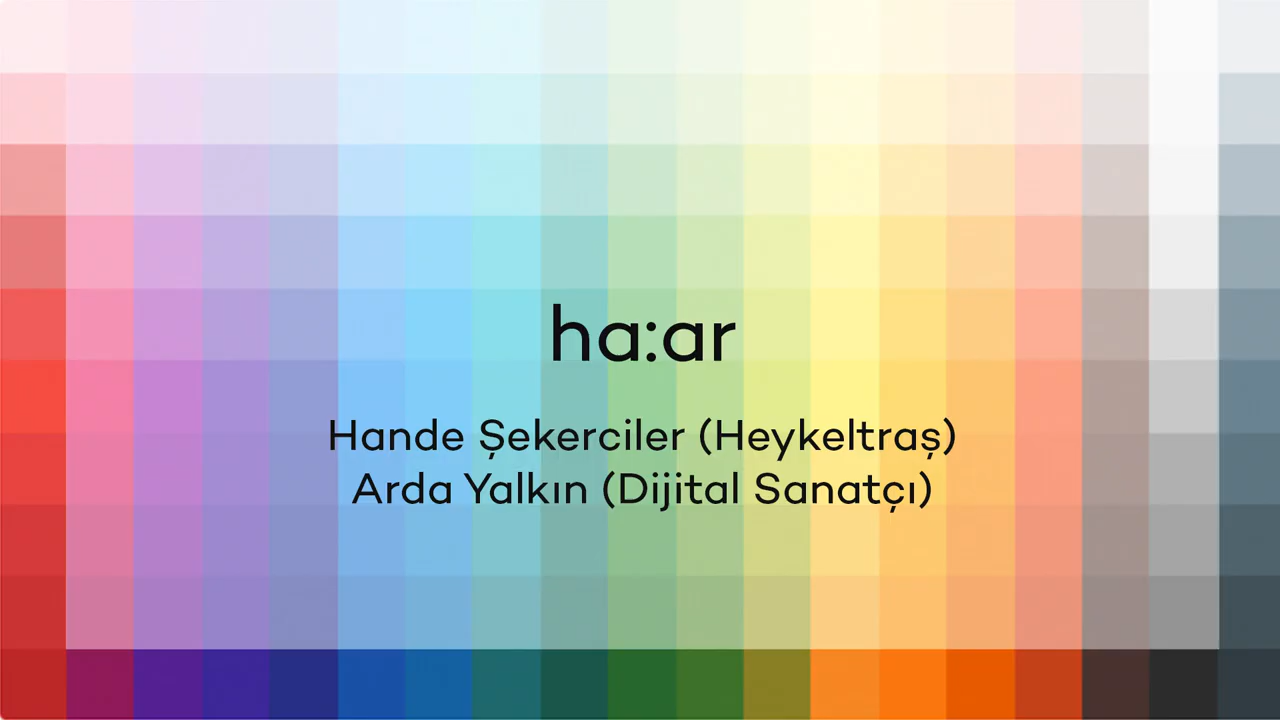 ha:ar
Hande Şekerciler (Heykeltraş)
Arda Yalkın (Dijital Sanatçı)